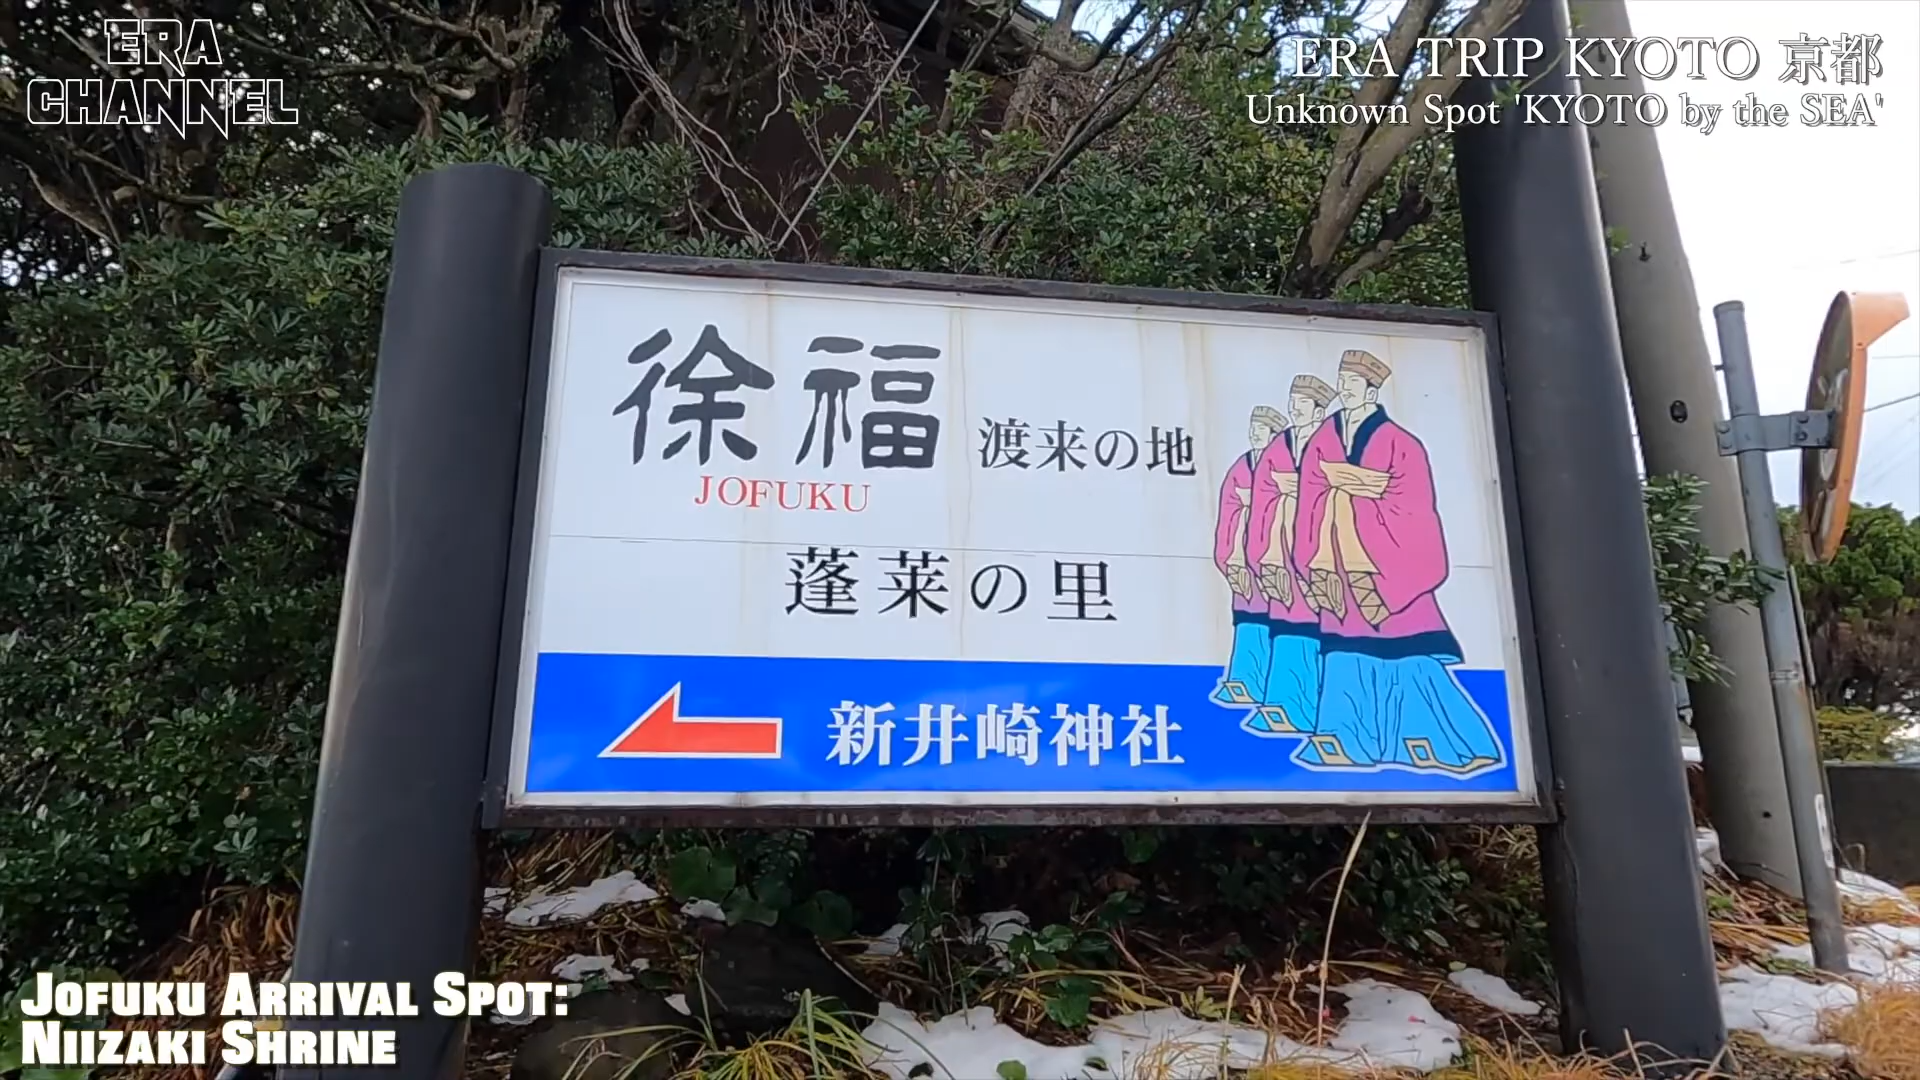 ERA
CHANNEL
ERA TRIP KYOTO 京都
Unknown Spot 'KYOTO by the SEA'
徐福 渡来の地
JOFUKU
蓬莱の里
新井崎神社
JOFUKU ARRIVAL SPOT:
NIIZAKI SHRINE